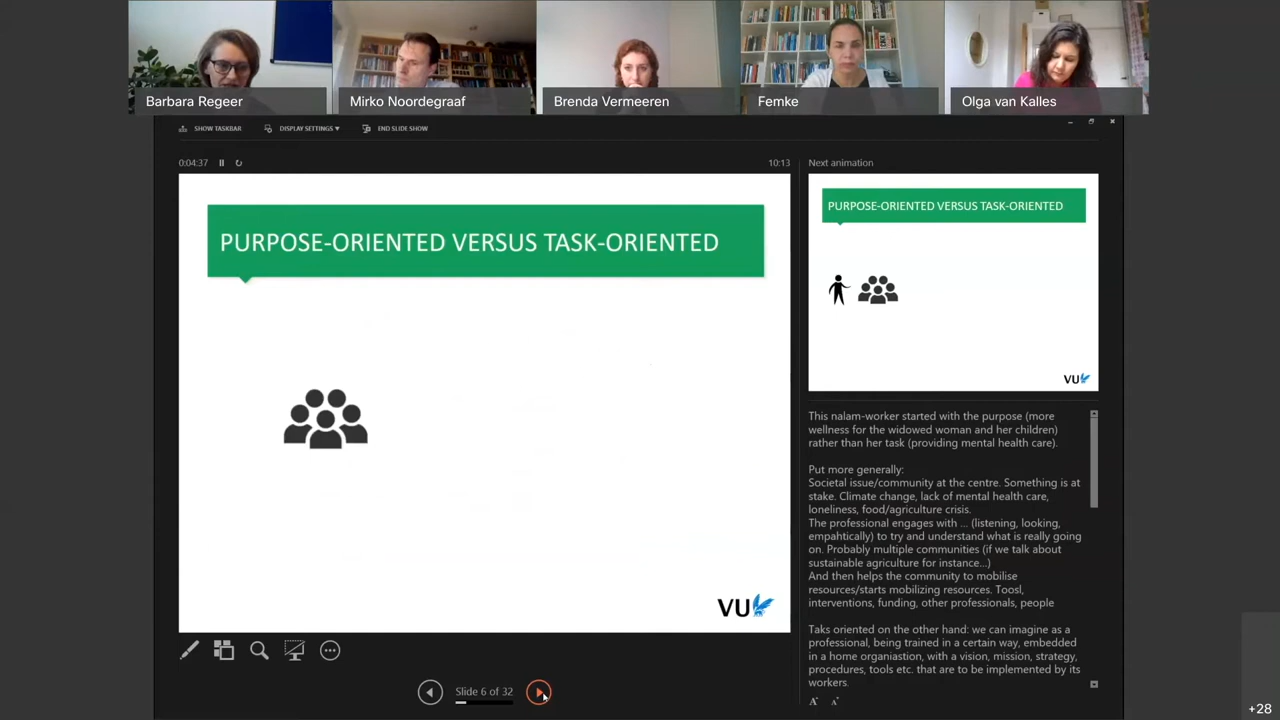 Barbara Regeer
Mirko Noordegraaf
Brenda Vermeeren
Femke
Olga van Kalles
SHOW TASKBAR
DISPLAY SETTINGS
END SLIDE SHOW
0:04:37
10:13
Next animation
PURPOSE-ORIENTED VERSUS TASK-ORIENTED
VU
Slide 6 of 32
PURPOSE-ORIENTED VERSUS TASK-ORIENTED
VU
This nalam-worker started with the purpose (more
wellness for the widowed woman and her children)
rather than her task (providing mental health care).
Put more generally:
Societal issue/community at the centre. Something is at
stake. Climate change, lack of mental health care,
loneliness, food/agriculture crisis.
The professional engages with ... (listening, looking,
empahtically) to try and understand what is really going
on. Probably multiple communities (if we talk about
sustainable agriculture for instance...)
And then helps the community to mobilise
resources/starts mobilizing resources. Toosl,
interventions, funding, other professionals, people
Taks oriented on the other hand: we can imagine as a
professional, being trained in a certain way, embedded
in a home organiastion, with a vision, mission, strategy,
procedures, tools etc. that are to be implemented by its
workers.
A
A
+28